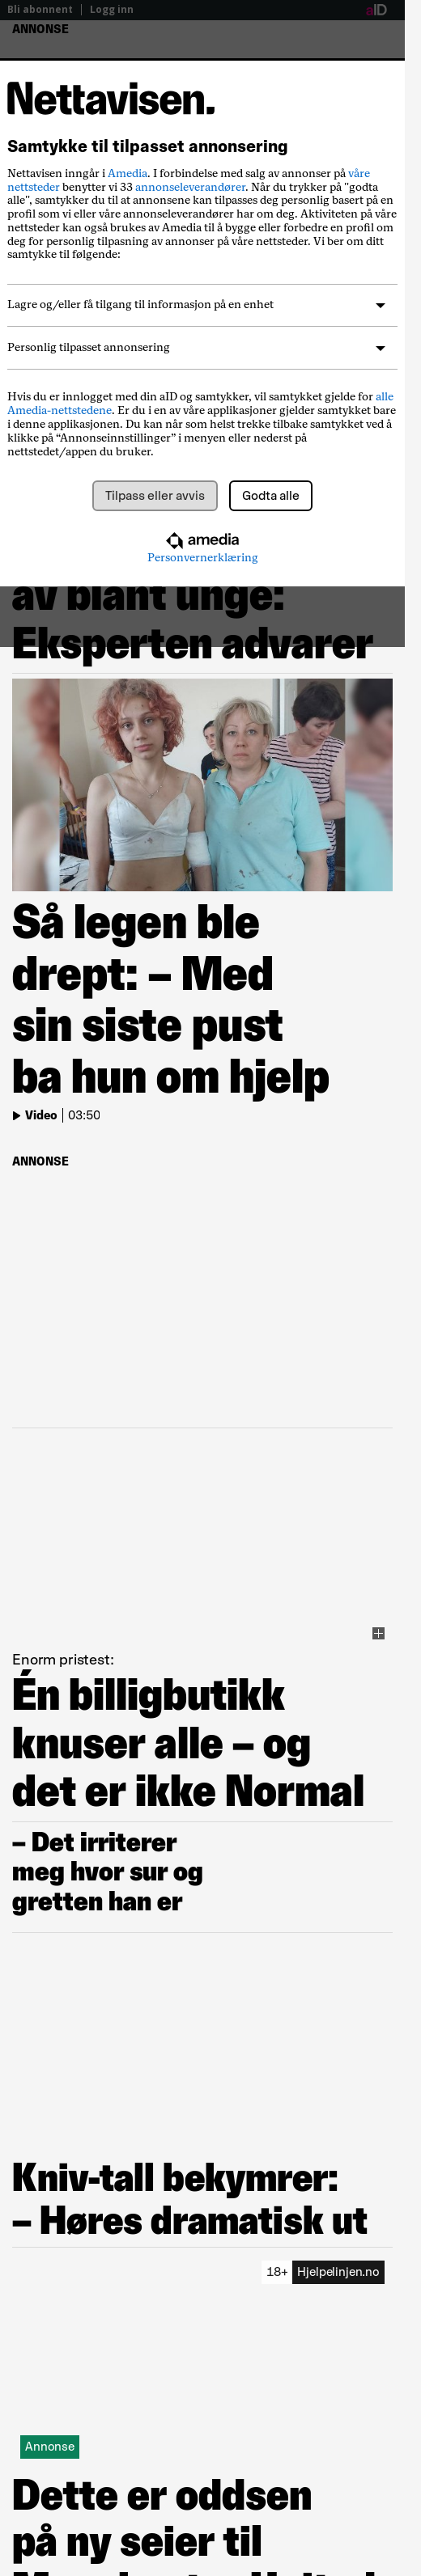 Bli abonnent | Logg inn
aID
ANNONSE
Nettavisen.
Samtykke til tilpasset annonsering
Nettavisen inngår i Amedia. I forbindelse med salg av annonser på våre
nettsteder benytter vi 33 annonseleverandører. Når du trykker på "godta
alle", samtykker du til at annonsene kan tilpasses deg personlig basert på en
profil som vi eller våre annonseleverandører har om deg. Aktiviteten på våre
nettsteder kan også brukes av Amedia til å bygge eller forbedre en profil om
deg for personlig tilpasning av annonser på våre nettsteder. Vi ber om ditt
samtykke til følgende:
Lagre og/eller få tilgang til informasjon på en enhet
Personlig tilpasset annonsering
Hvis du er innlogget med din aID og samtykker, vil samtykket gjelde for alle
Amedia-nettstedene. Er du i en av våre applikasjoner gjelder samtykket bare
i denne applikasjonen. Du kan når som helst trekke tilbake samtykket ved å
klikke på “Annonseinnstillinger” i menyen eller nederst på
nettstedet/appen du bruker.
Tilpass eller avvis
Godta alle
amedia
Personvernerklæring
av blant unge:
Eksperten advarer
Så legen ble
drept: – Med
sin siste pust
ba hun om hjelp
Video | 03:50
ANNONSE
Enorm pristest:
Én billigbutikk
knuser alle – og
det er ikke Normal
– Det irriterer
meg hvor sur og
gretten han er
Kniv-tall bekymrer:
– Høres dramatisk ut
18+ Hjelpelinjen.no
Annonse
Dette er oddsen
på ny seier til